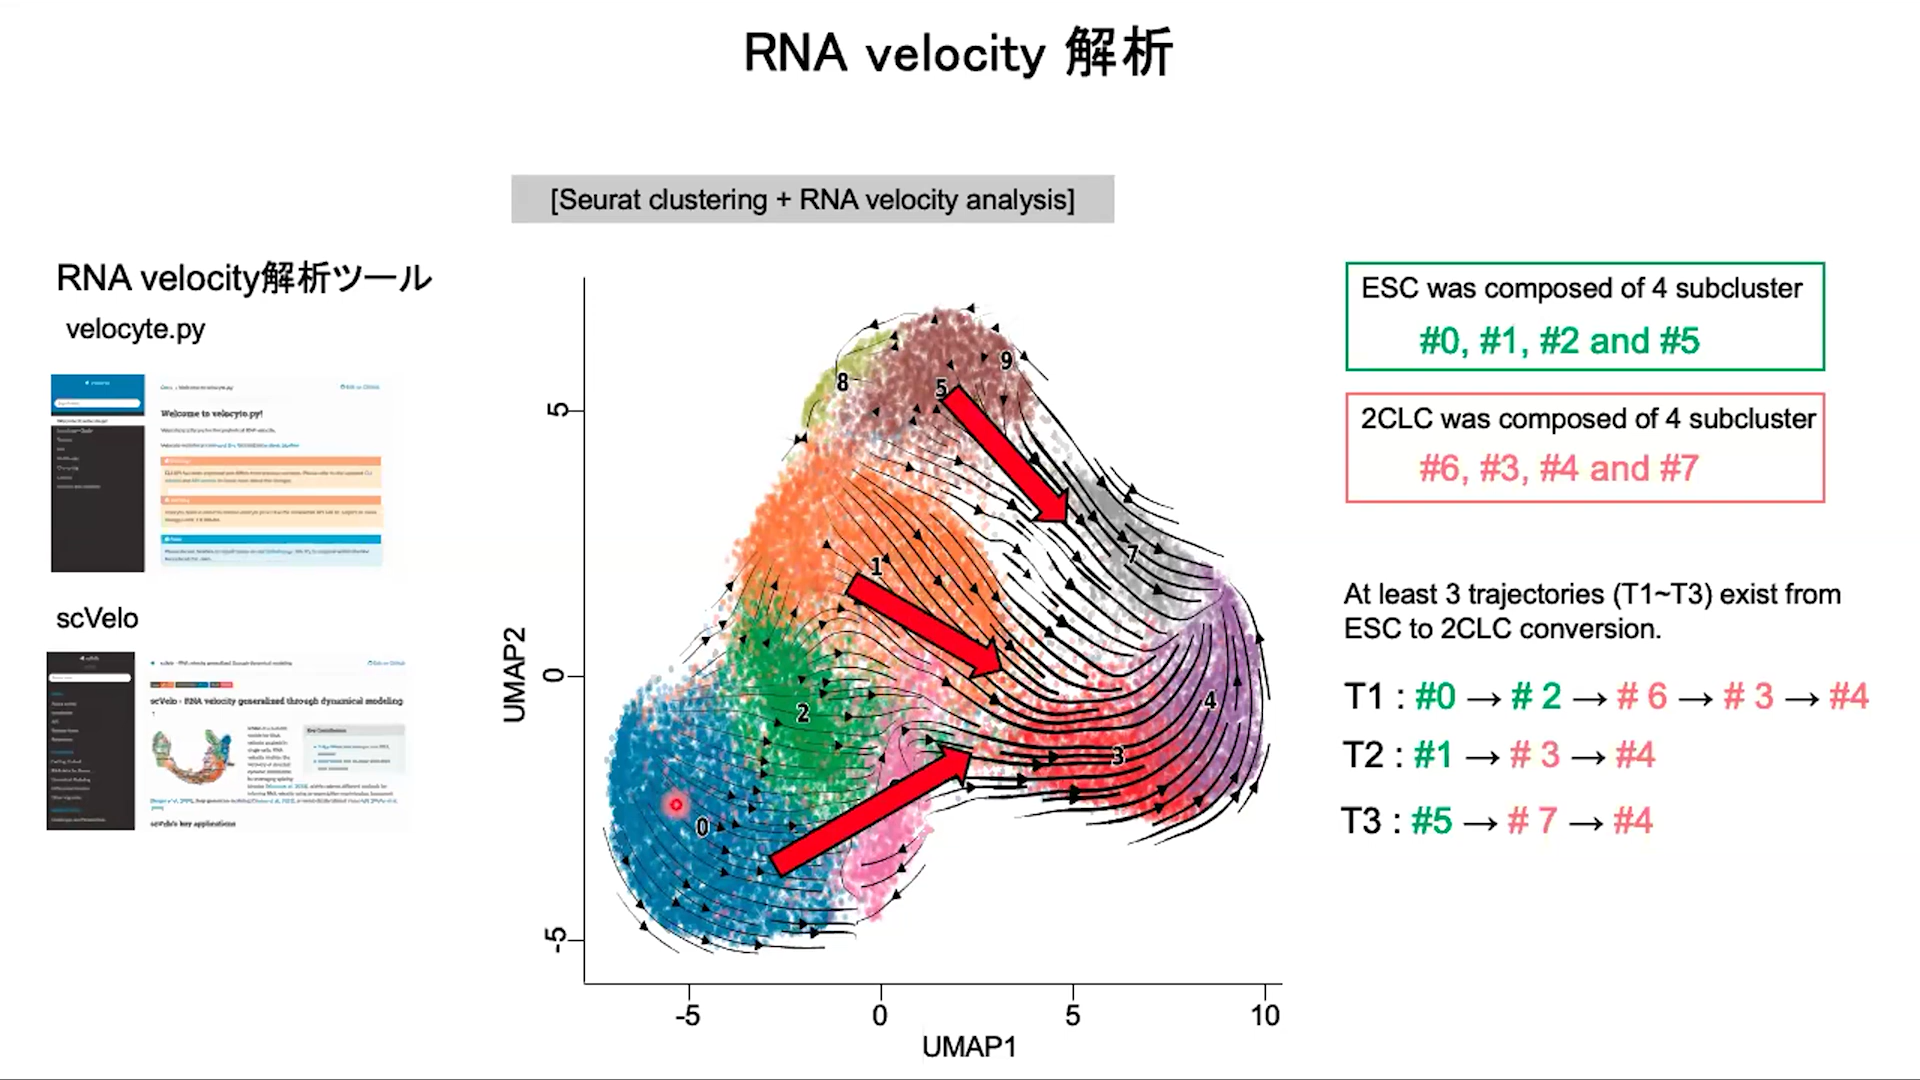 RNA velocity 解析
[Seurat clustering + RNA velocity analysis]
RNA velocity解析ツール
velocyte.py
Welcome to velocyto.py!
scVelo
scVelo - RNA velocity generalized through dynamical modeling
scVelo's key applications
UMAP2
5
0
-5
8
9
5
7
1
2
4
3
0
-5
0
5
10
UMAP1
ESC was composed of 4 subcluster
#0, #1, #2 and #5
2CLC was composed of 4 subcluster
#6, #3, #4 and #7
At least 3 trajectories (T1~T3) exist from
ESC to 2CLC conversion.
T1 : #0 → # 2 → # 6 → # 3 → #4
T2 : #1 → # 3 → #4
T3 : #5 → # 7 → #4